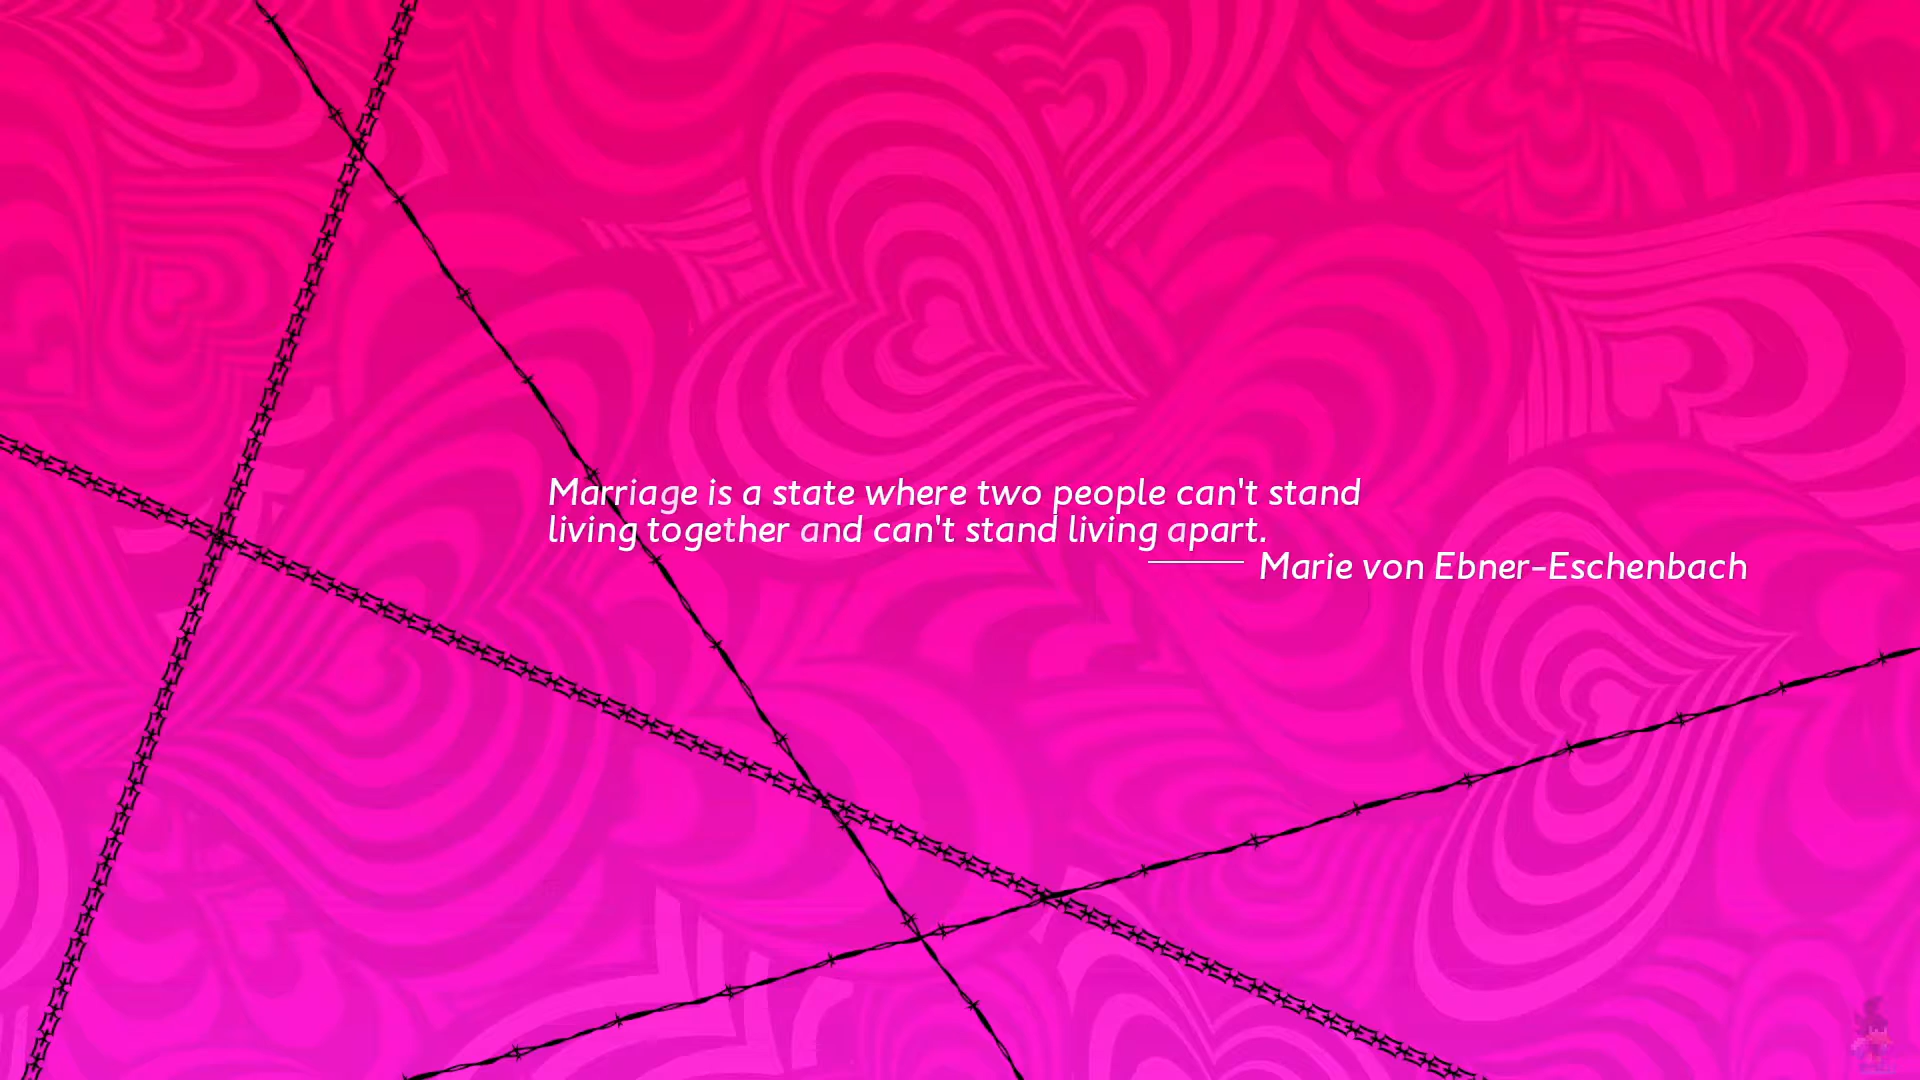 Marriage is a state where two people can't stand
living together and can't stand living apart.
Marie von Ebner-Eschenbach